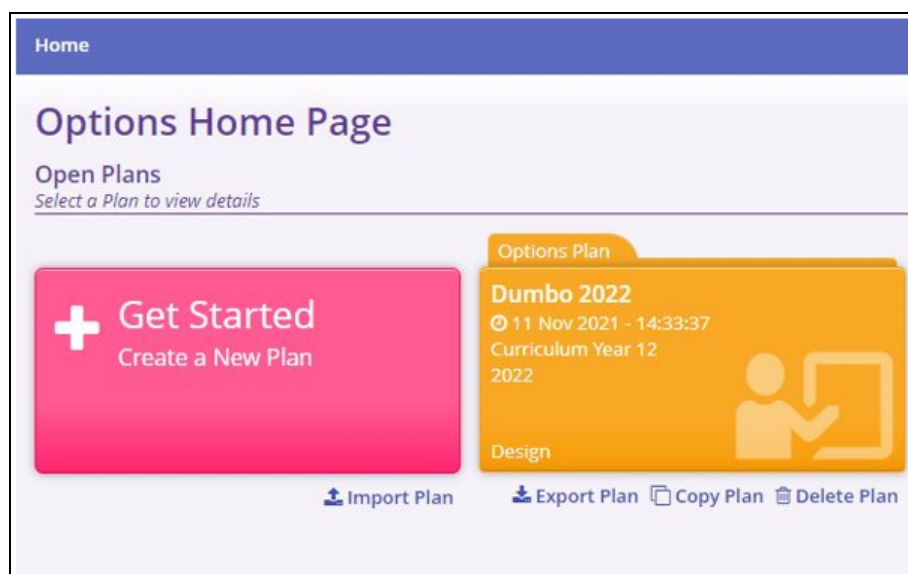 Home
Options Home Page
Open Plans
Select a Plan to view details
Get Started
Create a New Plan
Import Plan
Options Plan
Dumbo 2022
11 Nov 2021 - 14:33:37
Curriculum Year 12
2022
Design
Export Plan Copy Plan Delete Plan